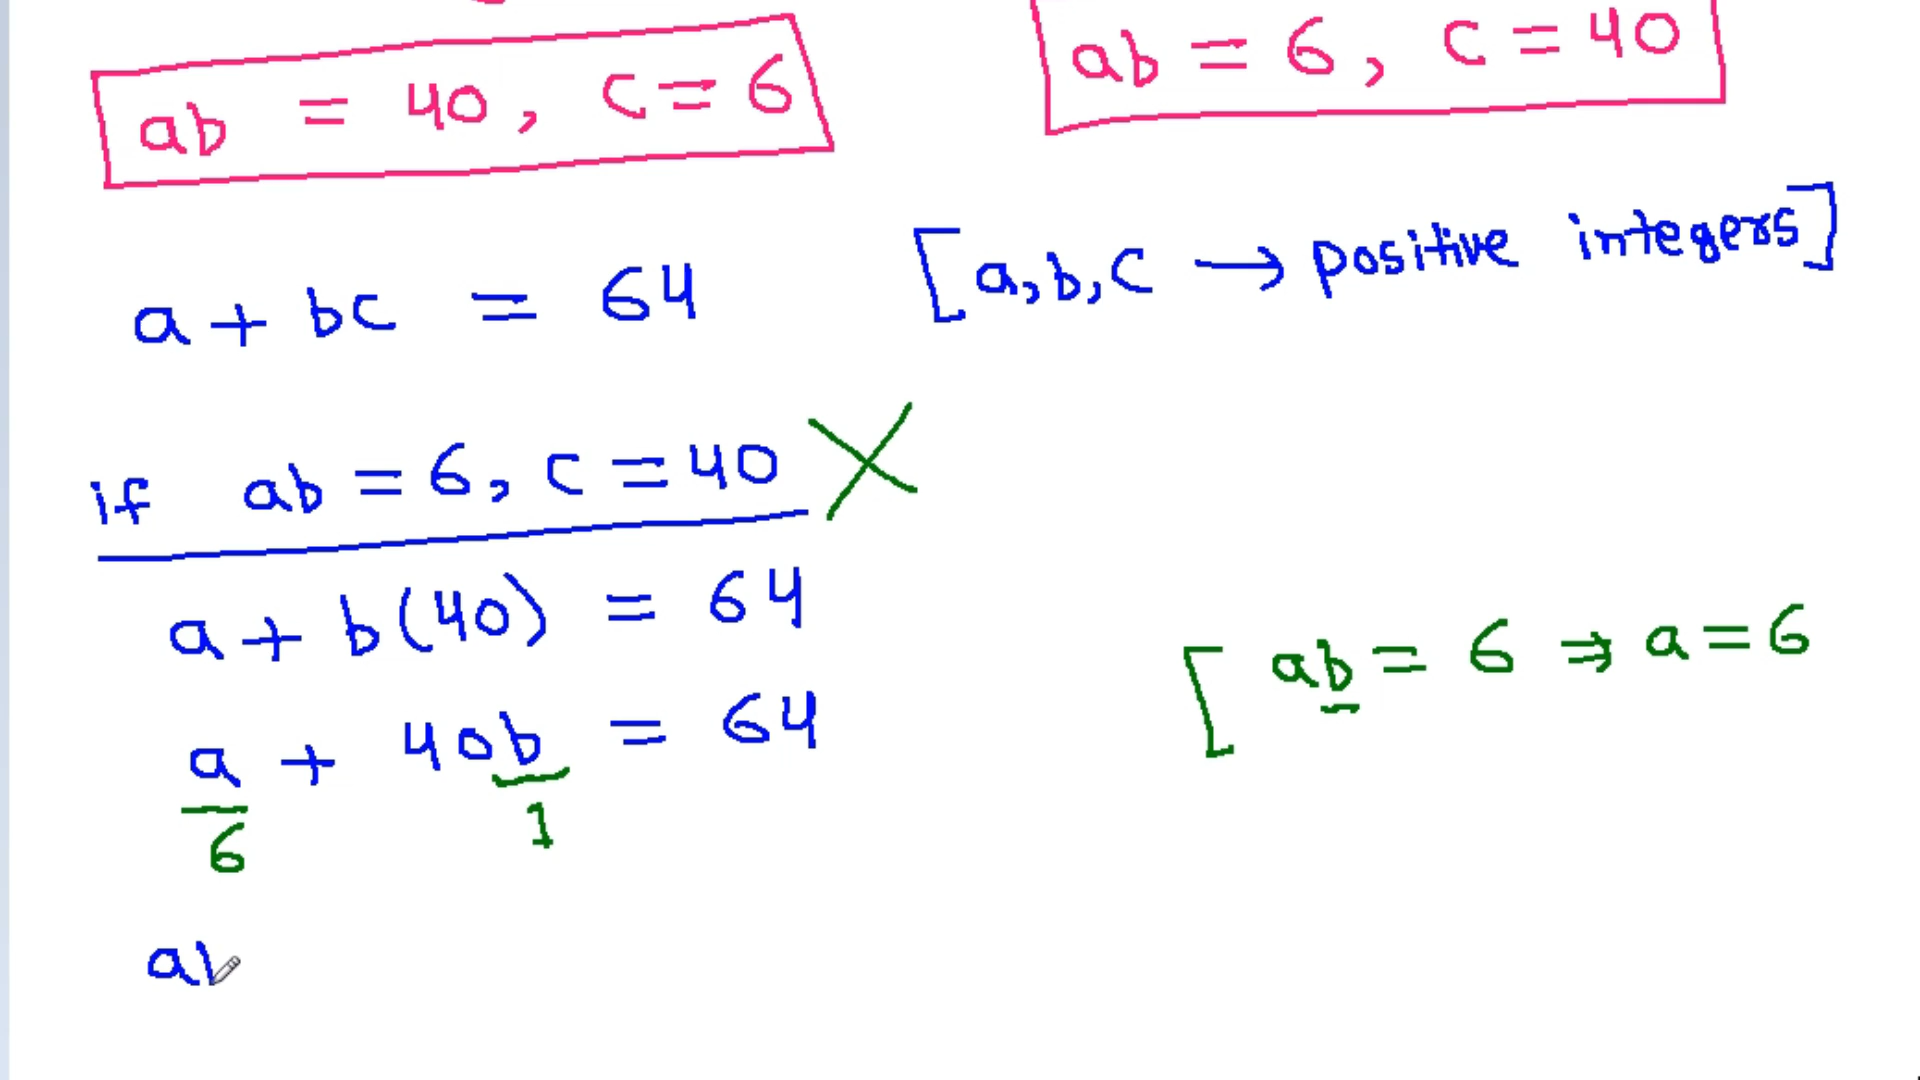 ab = 40, c = 6
ab = 6, c = 40
a + bc = 64 [a, b, c → positive integers]
if ab = 6, c = 40
a + b(40) = 64
[ab = 6 ⇒ a = 6
a + 40b = 64
6 1
ab